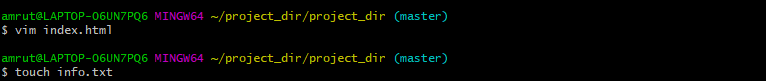 amrut@LAPTOP-O6UN7PQ6 MINGW64 ~/project_dir/project_dir (master)
$ vim index.html
amrut@LAPTOP-O6UN7PQ6 MINGW64 ~/project_dir/project_dir (master)
$ touch info.txt